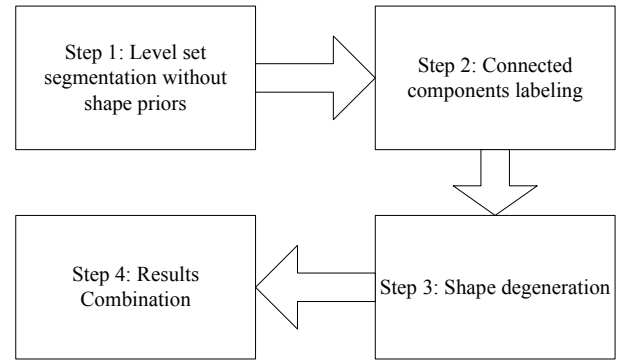 Step 1: Level set
segmentation without
shape priors
Step 2: Connected
components labeling
Step 3: Shape degeneration
Step 4: Results
Combination